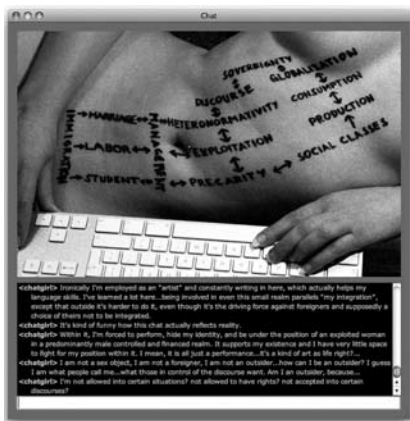 Chat
SOVEREIGNTY
GLOBALIZATION
DISCOURSE
CONSUMPTION
MARRIAGE
HETERONORMATIVITY
PRODUCTION
IMMIGRATION
LABOR
MANAGEMENT
EXPLOITATION
SOCIAL CLASSES
STUDENT
PRECARITY
<chatgirl> Ironically I'm employed as an "artist" and constantly writing in here, which actually helps my
language skills. I've learned a lot here...being involved in even this small realm parallels "my integration",
except that outside it's harder to do it, even though it's the driving force against foreigners and supposedly a
choice of theirs not to be integrated.
<chatgirl> It's kind of funny how this chat actually reflects reality.
<chatgirl> Within it, I'm forced to perform, hide my identity, and be under the position of an exploited woman
in a predominantly male controlled and financed realm. It supports my existence and I have very little space
to fight for my position within it. I mean, it is all just a performance...it's a kind of art as life right?...
<chatgirl> I am not a sex object, I am not a foreigner, I am not an outsider...how can I be an outsider? I guess
I am what people call me...what those in control of the discourse want. Am I an outsider, because...
<chatgirl> I'm not allowed into certain situations? not allowed to have rights? not accepted into certain
discourses?